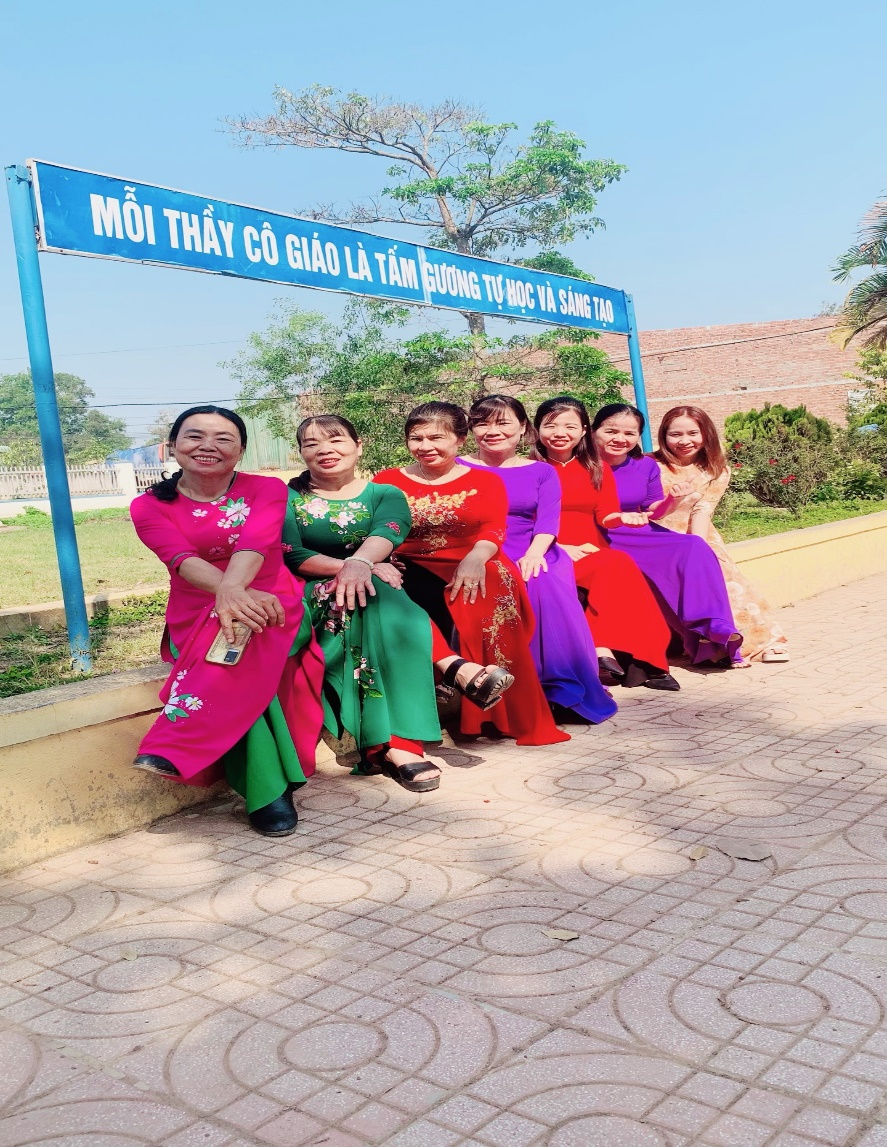 MỖI THẦY CÔ GIÁO LÀ TẤM GƯƠNG TỰ HỌC VÀ SÁNG TẠO